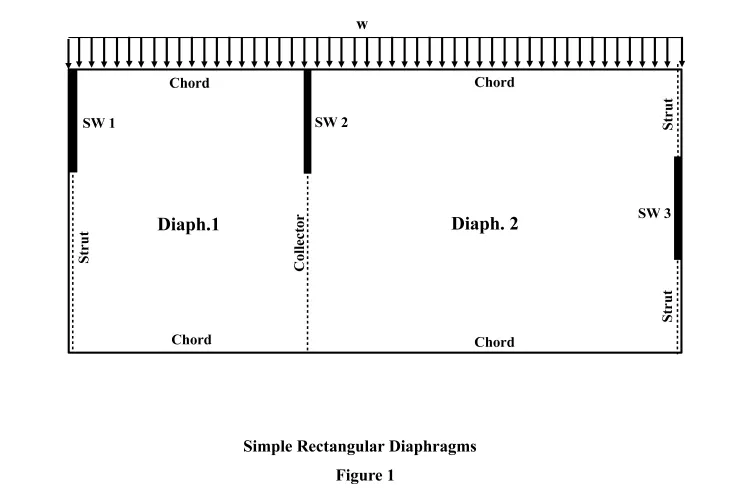 w
Chord
Chord
SW 1
SW 2
Strut
SW 3
Diaph.1
Diaph. 2
Strut
Collector
Strut
Chord
Chord
Simple Rectangular Diaphragms
Figure 1